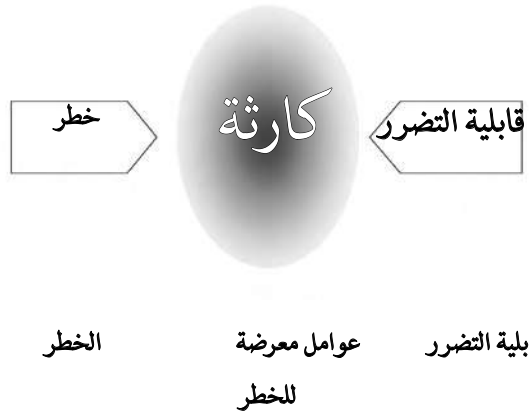 كارثة
قابلية التضرر
خطر
بلية التضرر
عوامل معرضة
للخطر
الخطر